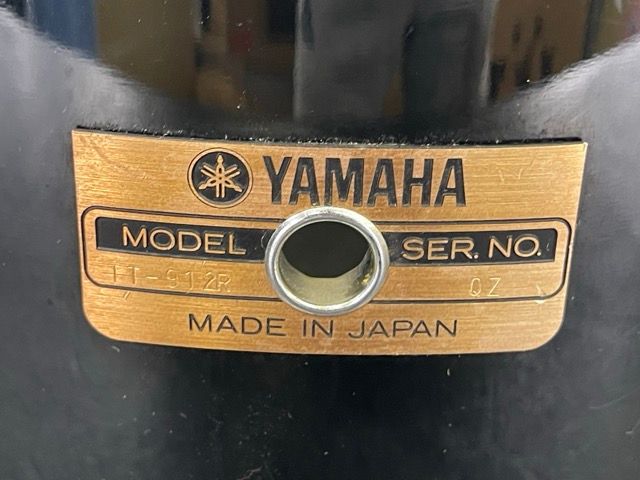 YAMAHA
MODEL SER. NO.
TT-912R QZ
MADE IN JAPAN